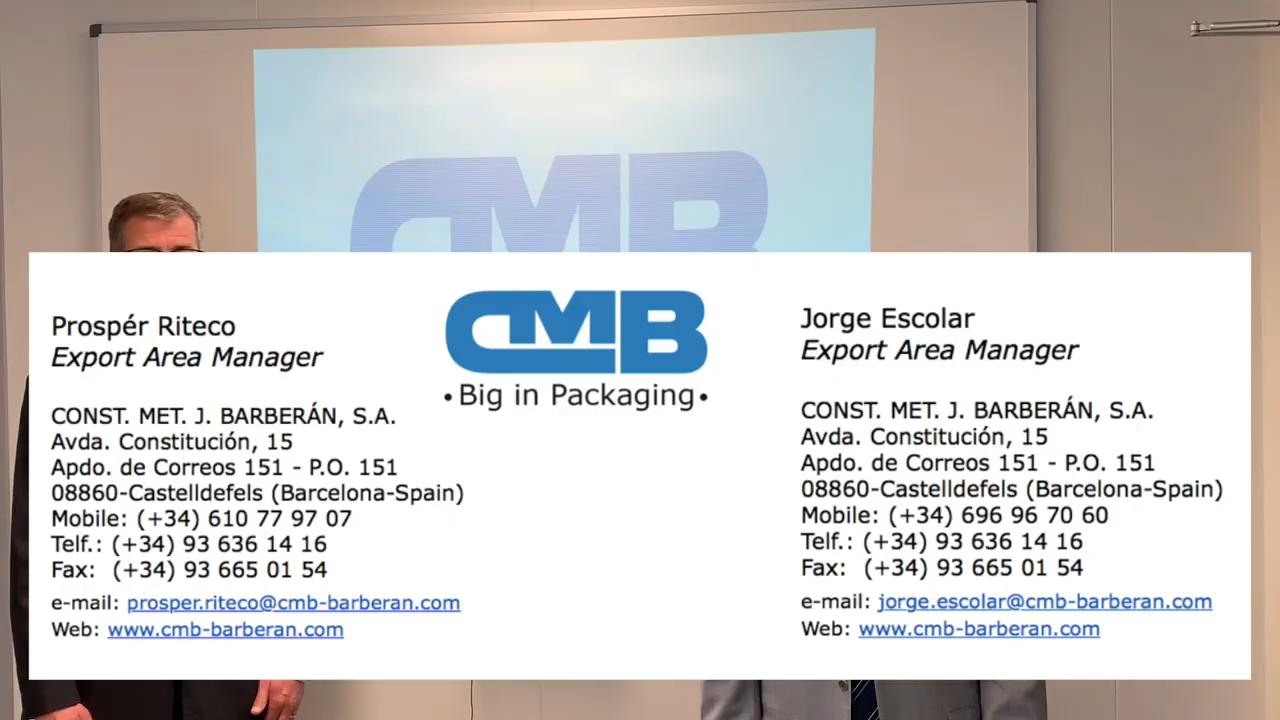 CMB
Prospér Riteco
Export Area Manager
CONST. MET. J. BARBERÁN, S.A.
Avda. Constitución, 15
Apdo. de Correos 151 - P.O. 151
08860-Castelldefels (Barcelona-Spain)
Mobile: (+34) 610 77 97 07
Telf.: (+34) 93 636 14 16
Fax: (+34) 93 665 01 54
e-mail: prosper.riteco@cmb-barberan.com
Web: www.cmb-barberan.com
CMB
•Big in Packaging•
Jorge Escolar
Export Area Manager
CONST. MET. J. BARBERÁN, S.A.
Avda. Constitución, 15
Apdo. de Correos 151 - P.O. 151
08860-Castelldefels (Barcelona-Spain)
Mobile: (+34) 696 96 70 60
Telf.: (+34) 93 636 14 16
Fax: (+34) 93 665 01 54
e-mail: jorge.escolar@cmb-barberan.com
Web: www.cmb-barberan.com